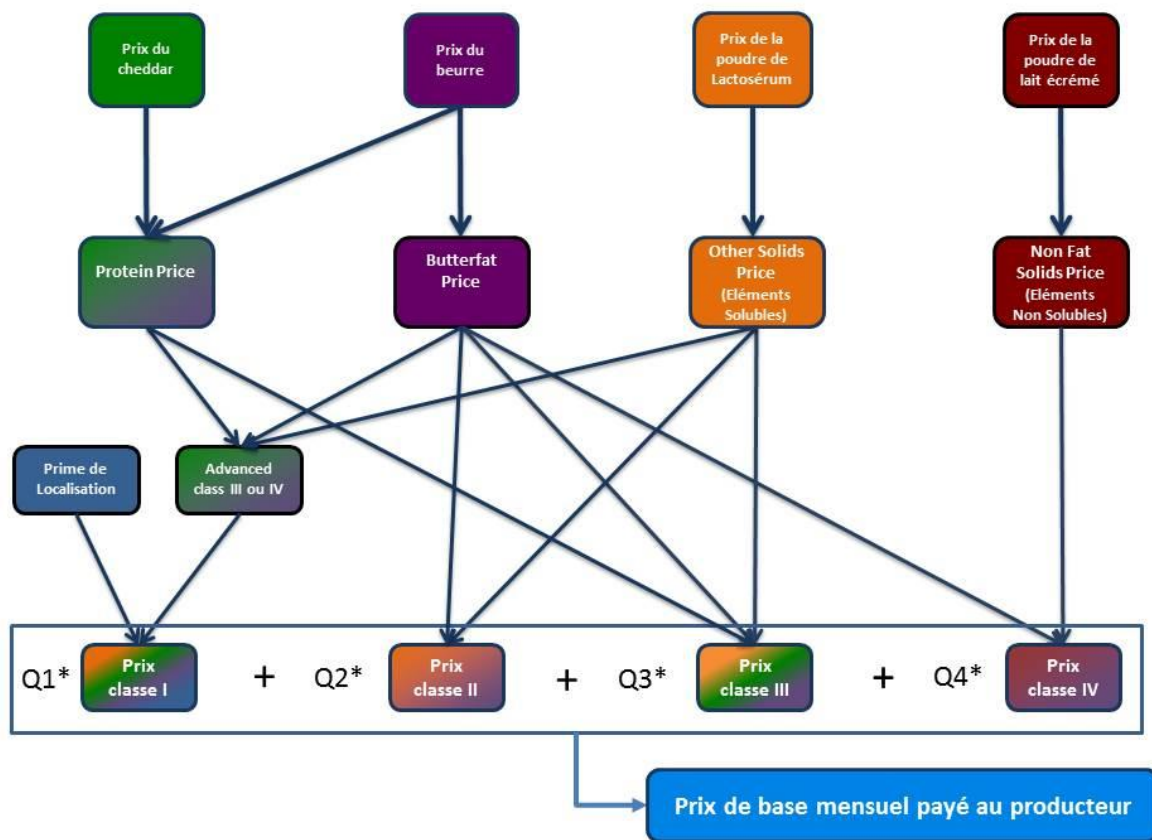 Prix du
cheddar
Prix du
beurre
Prix de la
poudre de
Lactosérum
Prix de la
poudre de
lait écrémé
Protein Price
Butterfat
Price
Other Solids
Price
(Eléments
Solubles)
Non Fat
Solids Price
(Eléments
Non Solubles)
Prime de
Localisation
Advanced
class III ou IV
Q1*
Prix
classe I
+
Q2*
Prix
classe II
+
Q3*
Prix
classe III
+
Q4*
Prix
classe IV
Prix de base mensuel payé au producteur